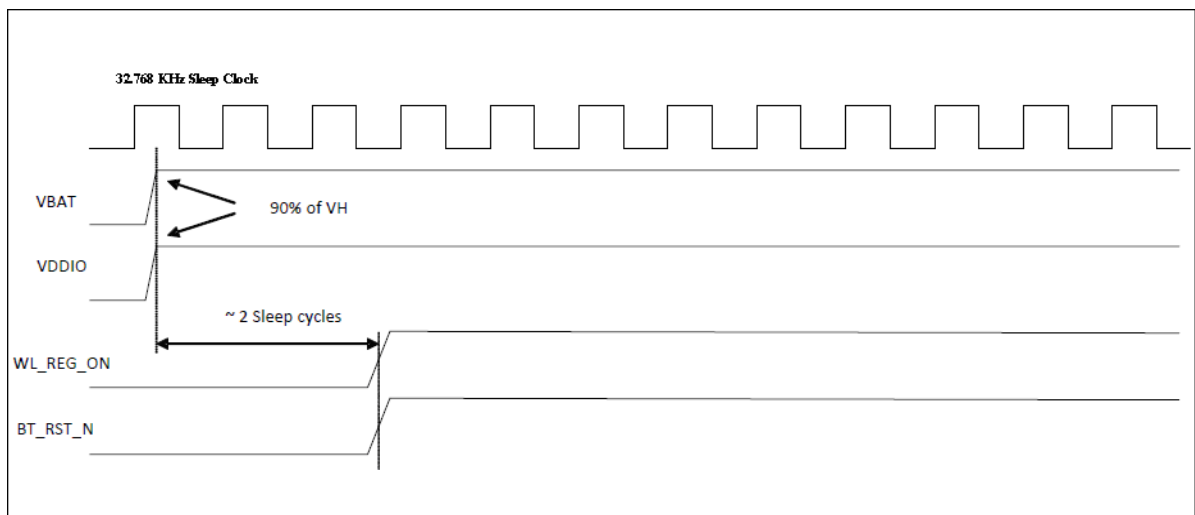 32.768 KHz Sleep Clock
VBAT
90% of VH
VDDIO
~ 2 Sleep cycles
WL_REG_ON
BT_RST_N